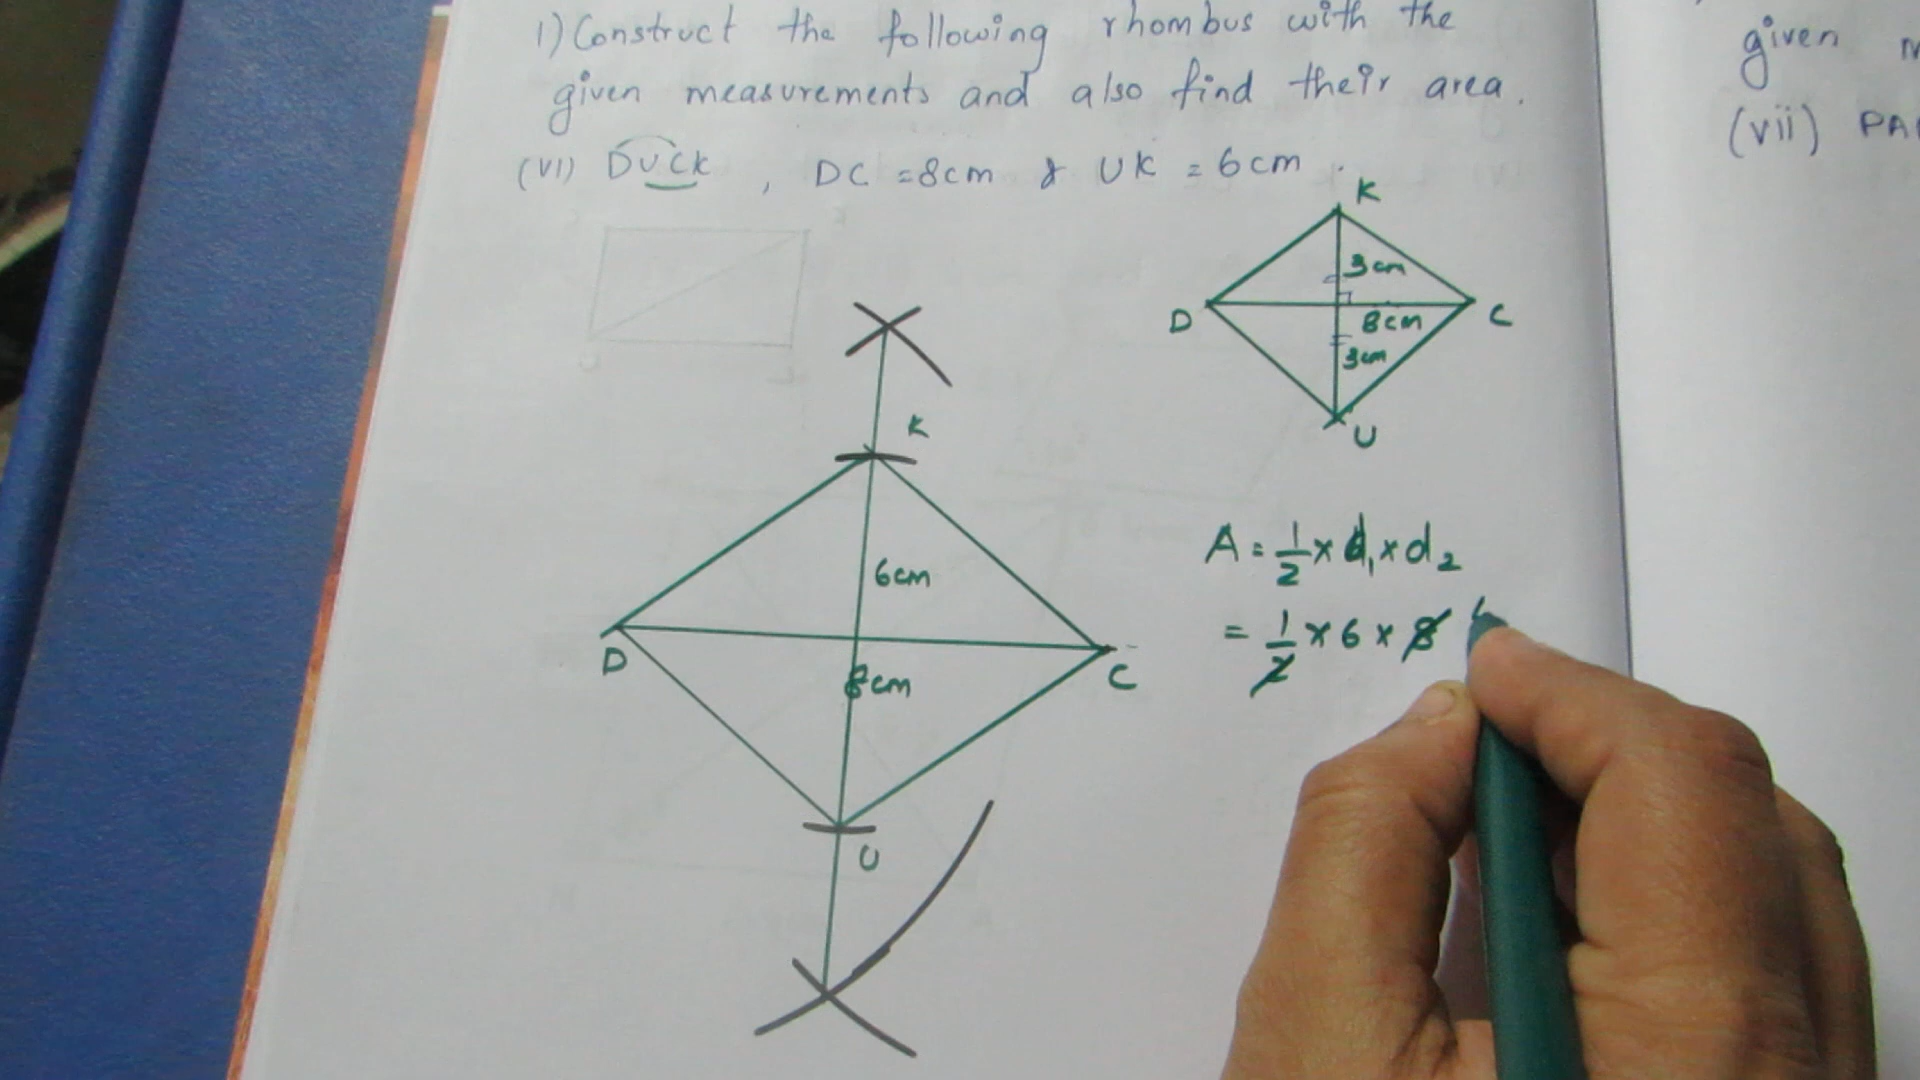 1) Construct the following rhombus with the
given measurements and also find their area.
(VI) DUCK, DC = 8cm & UK = 6cm.
K
3cm
D
8cm
C
3cm
U
K
6cm
D
8cm
C
U
A = 1/2 x d1 x d2
= 1/2 x 6 x 8
given
(vii) PA